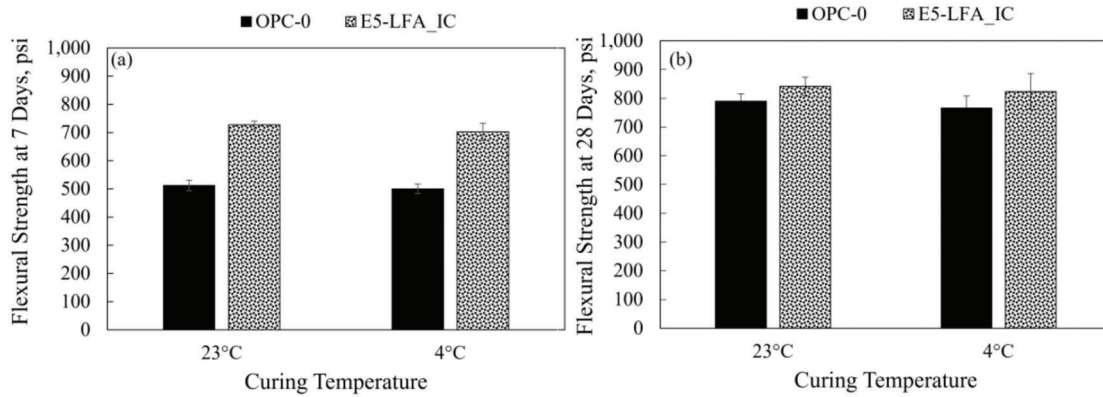 OPC-0 E5-LFA_IC
(a)
Flexural Strength at 7 Days, psi
1,000
900
800
700
600
500
400
300
200
100
0
23°C 4°C
Curing Temperature
OPC-0 E5-LFA_IC
(b)
Flexural Strength at 28 Days, psi
1,000
900
800
700
600
500
400
300
200
100
0
23°C 4°C
Curing Temperature